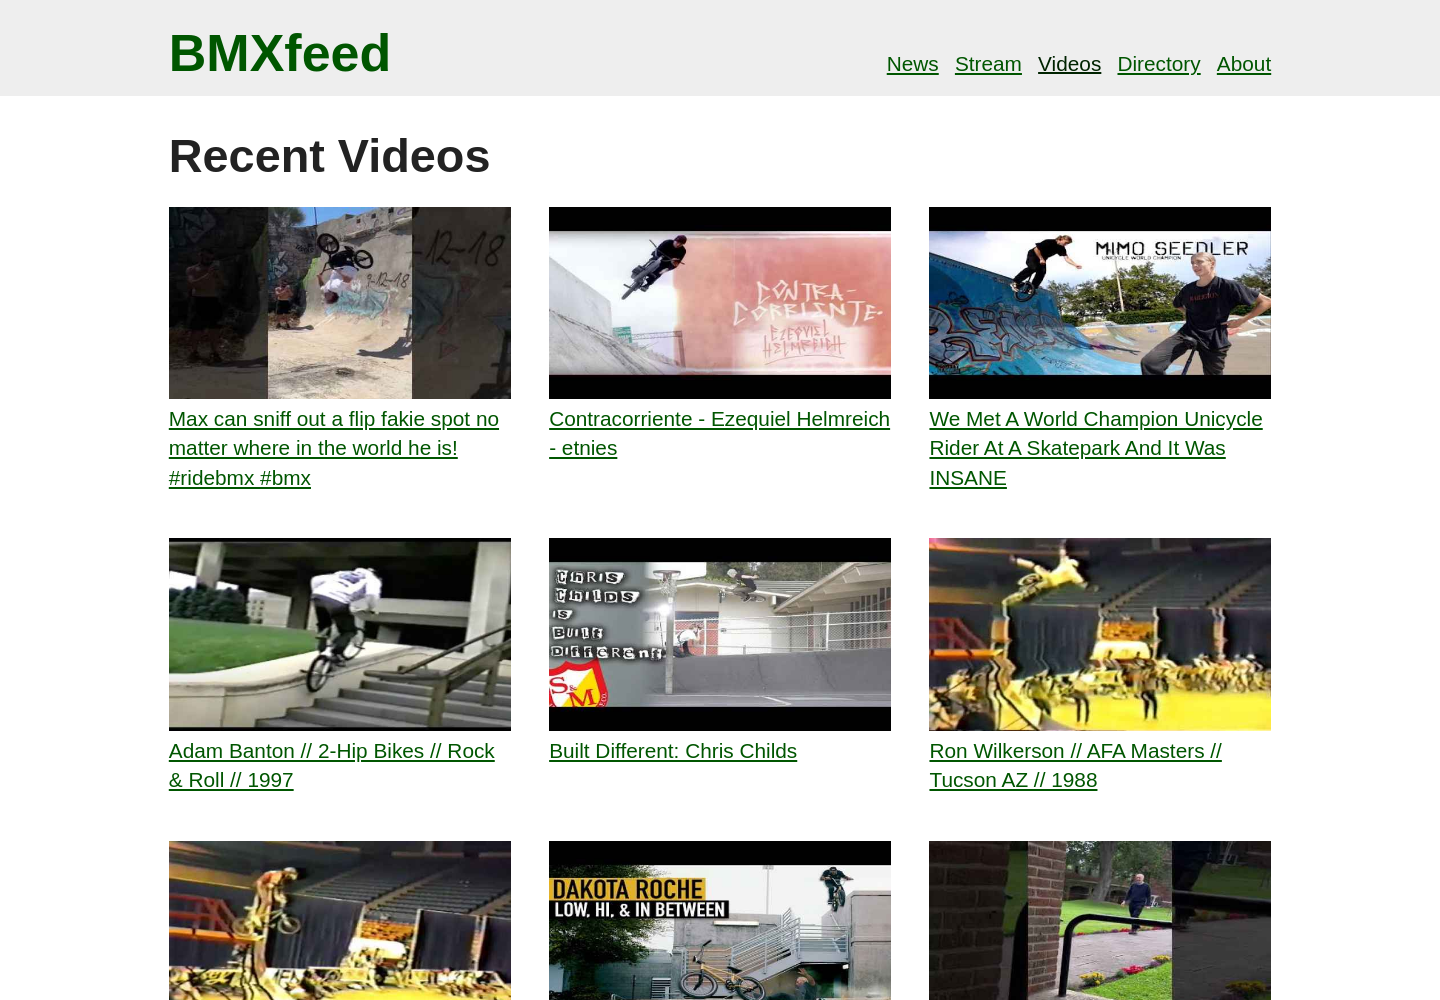 BMXfeed
News Stream Videos Directory About
Recent Videos
-12-18
9-12-18
CONTRA-
CORRIENTE.
EZEQUIEL
HELMREICH
MIMO SEEDLER
UNICYCLE WORLD CHAMPION
Max can sniff out a flip fakie spot no
matter where in the world he is!
#ridebmx #bmx
Contracorriente - Ezequiel Helmreich
- etnies
We Met A World Champion Unicycle
Rider At A Skatepark And It Was
INSANE
CHRIS
CHILDS
IS
BUILT
DIFFERENT
S&M
Adam Banton // 2-Hip Bikes // Rock
& Roll // 1997
Built Different: Chris Childs
Ron Wilkerson // AFA Masters //
Tucson AZ // 1988
DAKOTA ROCHE
LOW, HI, & IN BETWEEN